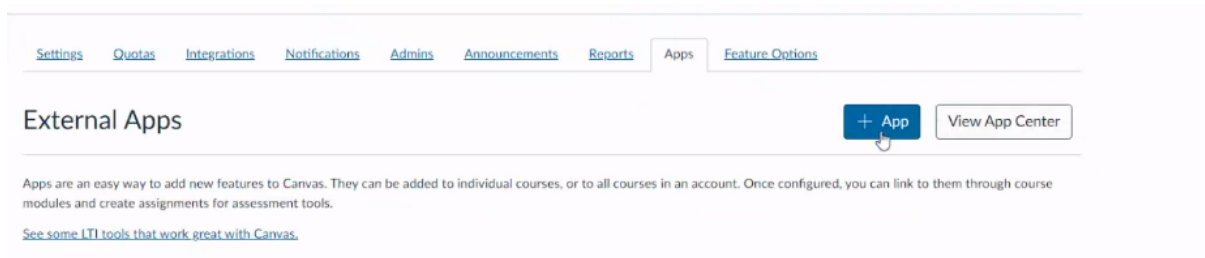 Settings Quotas Integrations Notifications Admins Announcements Reports Apps Feature Options
External Apps
+ App View App Center
Apps are an easy way to add new features to Canvas. They can be added to individual courses, or to all courses in an account. Once configured, you can link to them through course
modules and create assignments for assessment tools.
See some LTI tools that work great with Canvas.